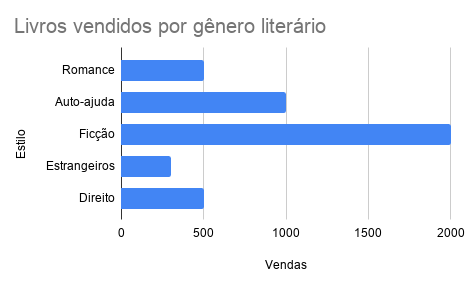 Livros vendidos por gênero literário
Estilo
Romance
Auto-ajuda
Ficção
Estrangeiros
Direito
0 500 1000 1500 2000
Vendas